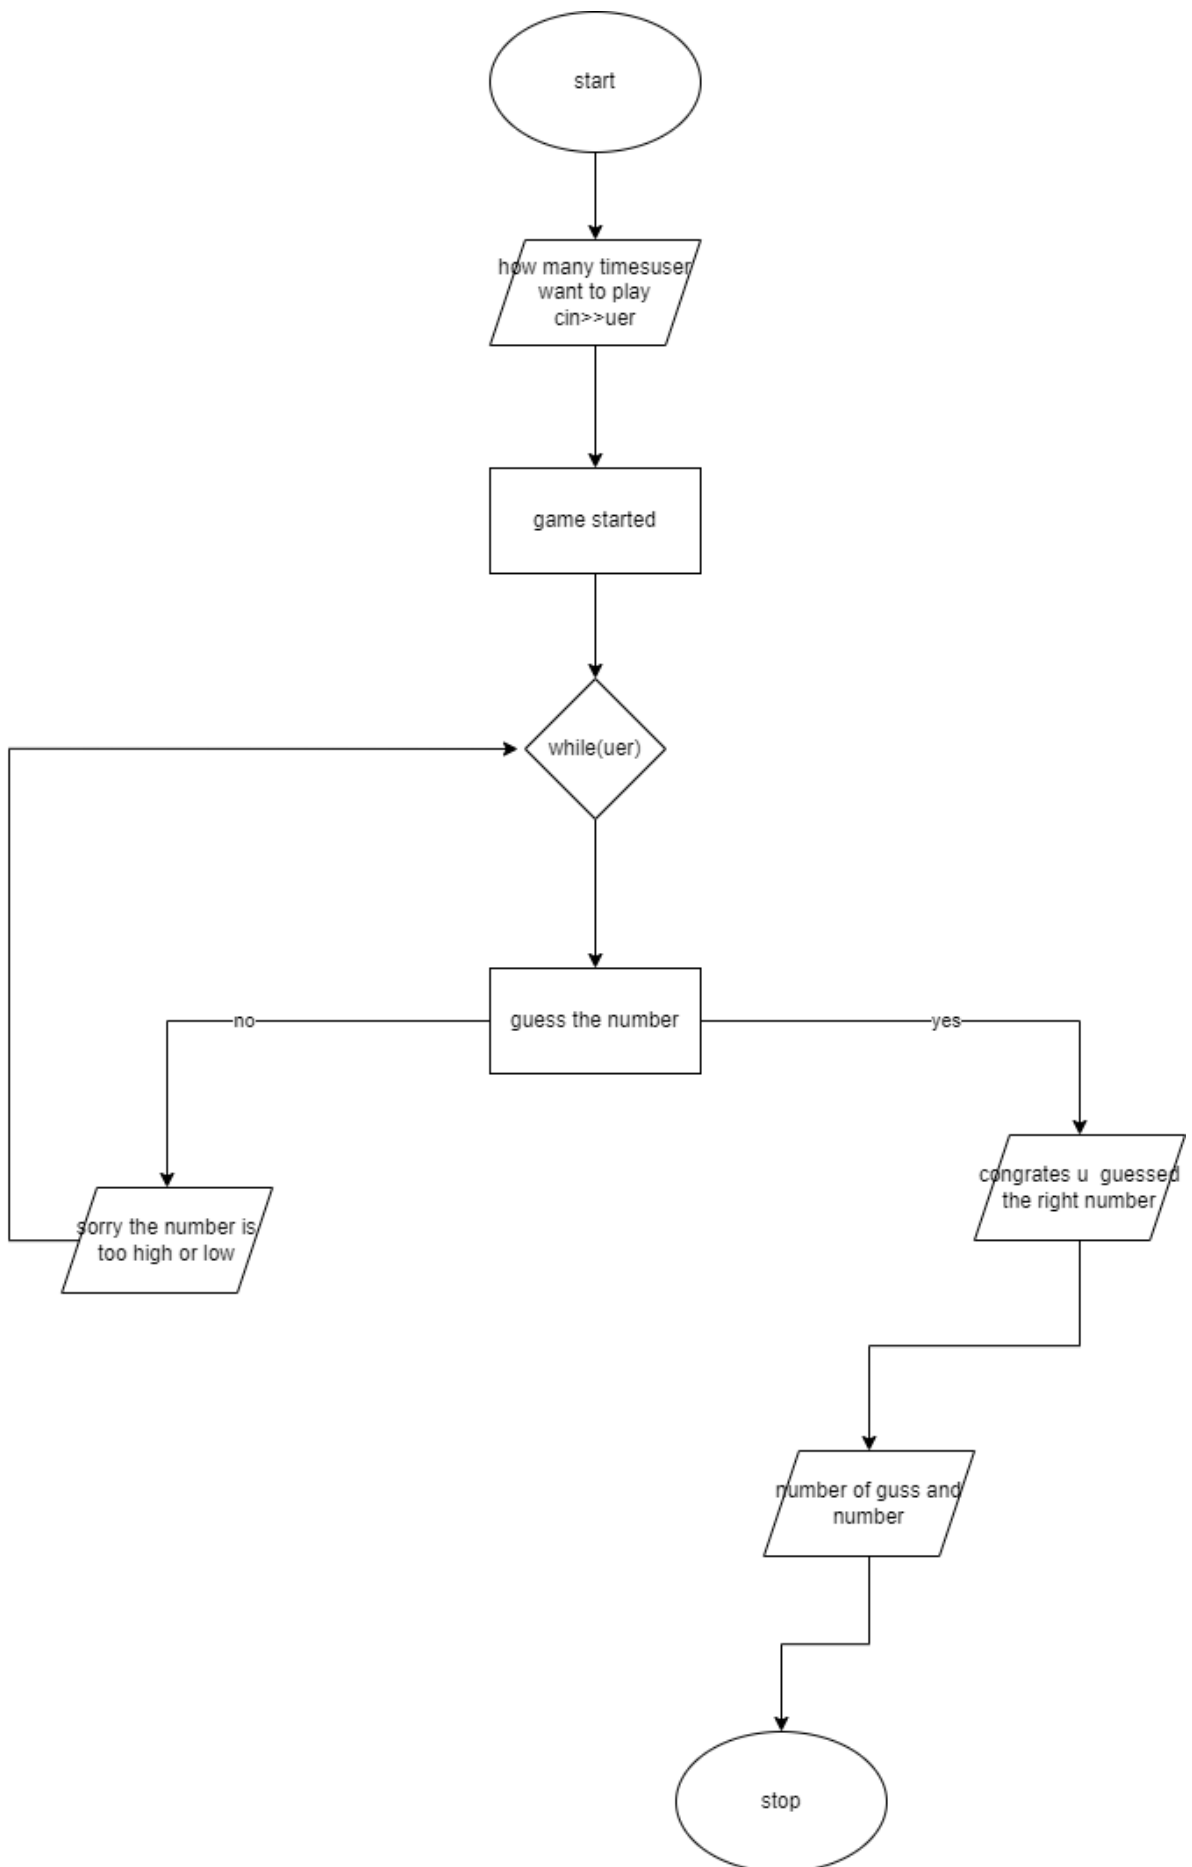 start
how many timesuser
want to play
cin>>uer
game started
while(uer)
guess the number
no
yes
congrates u  guessed
the right number
sorry the number is
too high or low
number of guss and
number
stop